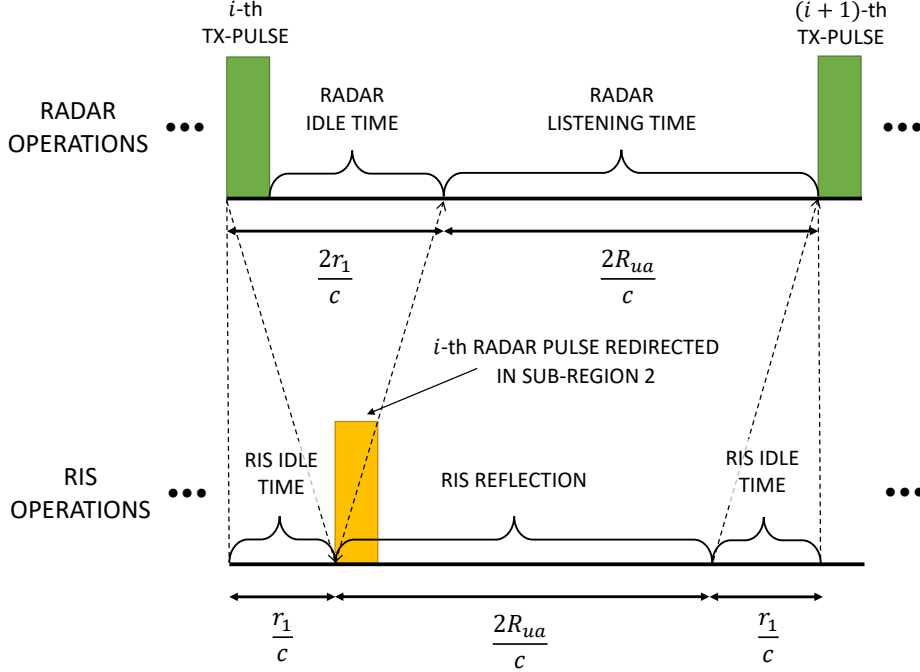 i-th
TX-PULSE
(i + 1)-th
TX-PULSE
RADAR
OPERATIONS
•••
RADAR
IDLE TIME
RADAR
LISTENING TIME
•••
2r₁
c
2Rᵤₐ
c
i-th RADAR PULSE REDIRECTED
IN SUB-REGION 2
RIS
OPERATIONS
•••
RIS IDLE
TIME
RIS REFLECTION
RIS IDLE
TIME
•••
r₁
c
2Rᵤₐ
c
r₁
c